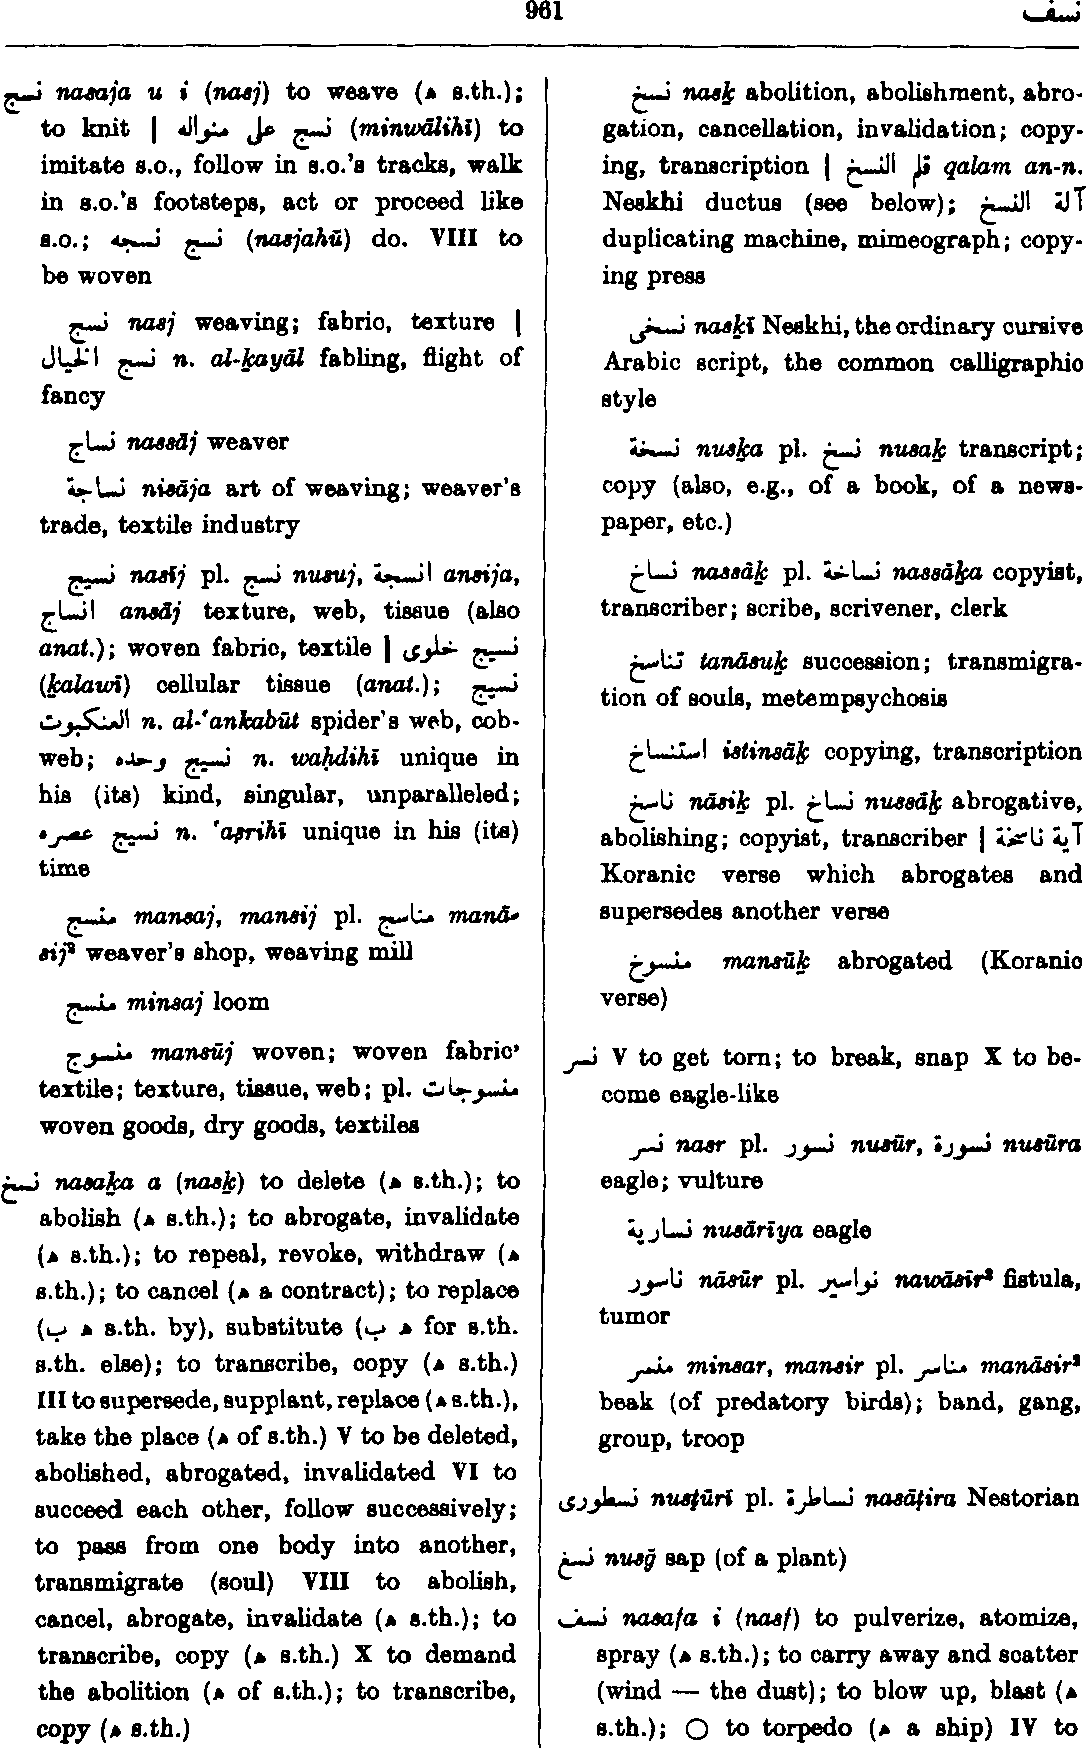 961
نسف
نسج nasaja u i (nasj) to weave (ه s.th.);
to knit | نسج على منواله (minwālihī) to
imitate s.o., follow in s.o.'s tracks, walk
in s.o.'s footsteps, act or proceed like
s.o.; نسج نسجه (nasjahū) do. VIII to
be woven
نسج nasj weaving; fabric, texture |
نسج الخيال n. al-ḵayāl fabling, flight of
fancy
نساج nassāj weaver
نساجة nisāja art of weaving; weaver's
trade, textile industry
نسيج nasīj pl. نسج nusuj, انسجة ansija,
انساج ansāj texture, web, tissue (also
anat.); woven fabric, textile | نسيج خلوى
(ḵalawī) cellular tissue (anat.); نسيج
العنكبوت n. al-‘ankabūt spider's web, cob-
web; نسيج وحده n. waḥdihī unique in
his (its) kind, singular, unparalleled;
نسيج عصره n. ‘aṣrihī unique in his (its)
time
منسج mansaj, mansij pl. مناسج manā-
sij² weaver's shop, weaving mill
منسج minsaj loom
منسوج mansūj woven; woven fabric'
textile; texture, tissue, web; pl. منسوجات
woven goods, dry goods, textiles
نسخ nasaḵa a (nasḵ) to delete (ه s.th.); to
abolish (ه s.th.); to abrogate, invalidate
(ه s.th.); to repeal, revoke, withdraw (ه
s.th.); to cancel (ه a contract); to replace
(ه ب s.th. by), substitute (ه ب for s.th.
s.th. else); to transcribe, copy (ه s.th.)
III to supersede, supplant, replace (ه s.th.),
take the place (ه of s.th.) V to be deleted,
abolished, abrogated, invalidated VI to
succeed each other, follow successively;
to pass from one body into another,
transmigrate (soul) VIII to abolish,
cancel, abrogate, invalidate (ه s.th.); to
transcribe, copy (ه s.th.) X to demand
the abolition (ه of s.th.); to transcribe,
copy (ه s.th.)
نسخ nasḵ abolition, abolishment, abro-
gation, cancellation, invalidation; copy-
ing, transcription | قلم النسخ qalam an-n.
Neskhi ductus (see below); آلة النسخ
duplicating machine, mimeograph; copy-
ing press
نسخى nasḵī Neskhi, the ordinary cursive
Arabic script, the common calligraphic
style
نسخة nusḵa pl. نسخ nusaḵ transcript;
copy (also, e.g., of a book, of a news-
paper, etc.)
نساخ nassāḵ pl. نساخة nassāḵa copyist,
transcriber; scribe, scrivener, clerk
تناسخ tanāsuḵ succession; transmigra-
tion of souls, metempsychosis
استنساخ istinsāḵ copying, transcription
ناسخ nāsiḵ pl. نساخ nussāḵ abrogative,
abolishing; copyist, transcriber | آية ناسخة
Koranic verse which abrogates and
supersedes another verse
منسوخ mansūḵ abrogated (Koranic
verse)
نسر V to get torn; to break, snap X to be-
come eagle-like
نسر nasr pl. نسور nusūr, نسورة nusūra
eagle; vulture
نسارية nusārīya eagle
ناسور nāsūr pl. نواسير nawāsīr² fistula,
tumor
منسر minsar, mansir pl. مناسر manāsir²
beak (of predatory birds); band, gang,
group, troop
نسطورى nusṭūrī pl. نساطرة nasāṭira Nestorian
نسغ nusḡ sap (of a plant)
نسف nasafa i (nasf) to pulverize, atomize,
spray (ه s.th.); to carry away and scatter
(wind — the dust); to blow up, blast (ه
s.th.); ○ to torpedo (ه a ship) IV to